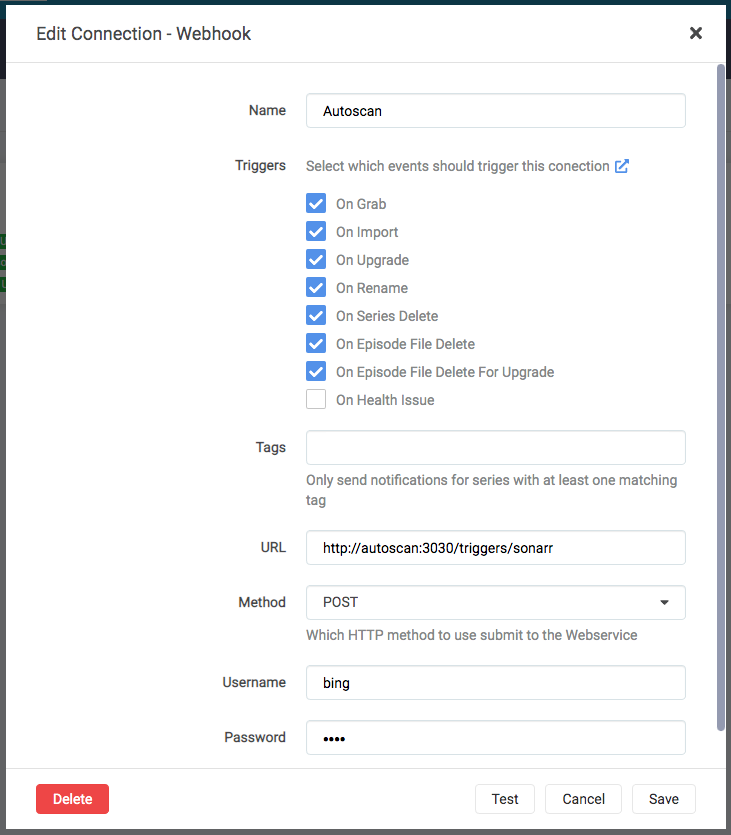 Edit Connection - Webhook
Name
Autoscan
Triggers
Select which events should trigger this conection
On Grab
On Import
On Upgrade
On Rename
On Series Delete
On Episode File Delete
On Episode File Delete For Upgrade
On Health Issue
Tags
Only send notifications for series with at least one matching
tag
URL
http://autoscan:3030/triggers/sonarr
Method
POST
Which HTTP method to use submit to the Webservice
Username
bing
Password
••••
Delete
Test
Cancel
Save